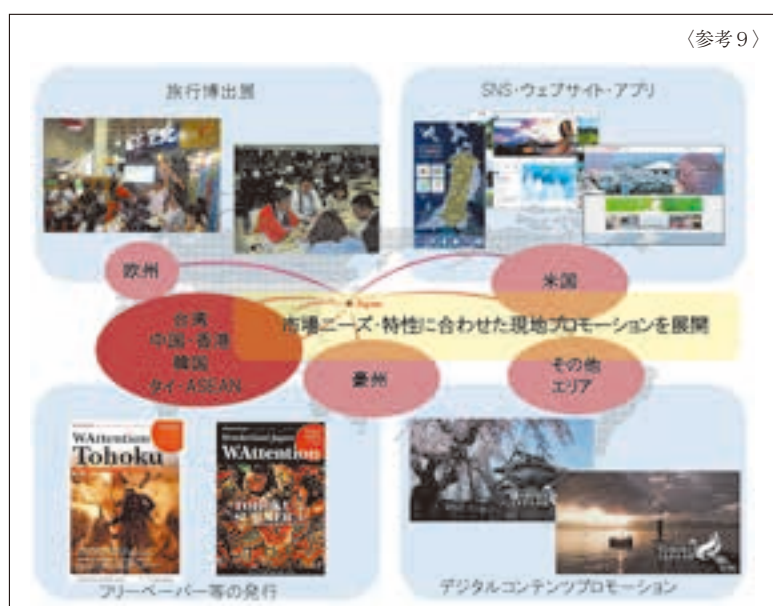 〈参考9〉
旅行博出展
SNS・ウェブサイト・アプリ
欧州
米国
Japan
台湾
中国・香港
韓国
タイ・ASEAN
市場ニーズ・特性に合わせた現地プロモーションを展開
豪州
その他
エリア
WAttention
Tohoku
WAttention
フリーペーパー等の発行
デジタルコンテンツプロモーション